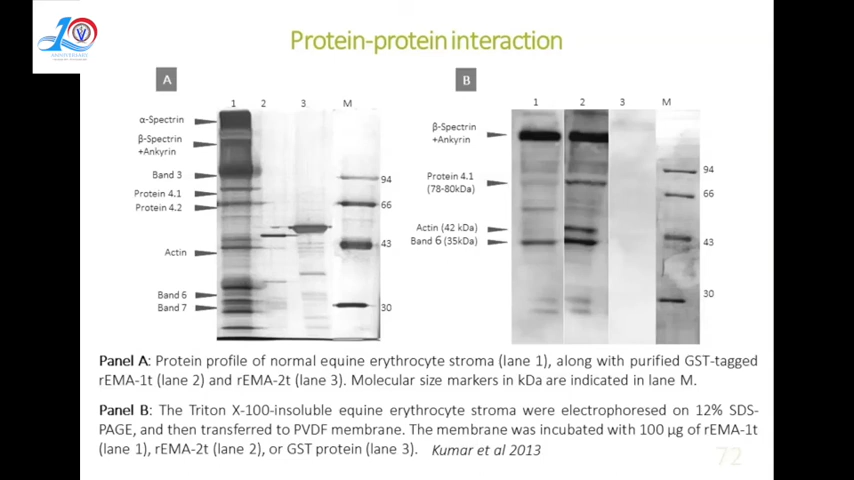 10
V
ANNIVERSARY
Protein-protein interaction
A
B
1 2 3 M
α-Spectrin
β-Spectrin
+Ankyrin
Band 3
Protein 4.1
Protein 4.2
Actin
Band 6
Band 7
94
66
43
30
1 2 3 M
β-Spectrin
+Ankyrin
Protein 4.1
(78-80kDa)
Actin (42 kDa)
Band 6 (35kDa)
94
66
43
30
Panel A: Protein profile of normal equine erythrocyte stroma (lane 1), along with purified GST-tagged
rEMA-1t (lane 2) and rEMA-2t (lane 3). Molecular size markers in kDa are indicated in lane M.
Panel B: The Triton X-100-insoluble equine erythrocyte stroma were electrophoresed on 12% SDS-
PAGE, and then transferred to PVDF membrane. The membrane was incubated with 100 µg of rEMA-1t
(lane 1), rEMA-2t (lane 2), or GST protein (lane 3). Kumar et al 2013
72